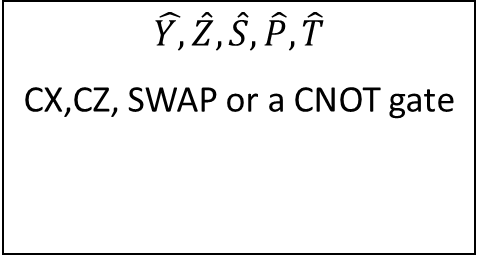 Ŷ, Ẑ, Ŝ, P̂, T̂
CX,CZ, SWAP or a CNOT gate